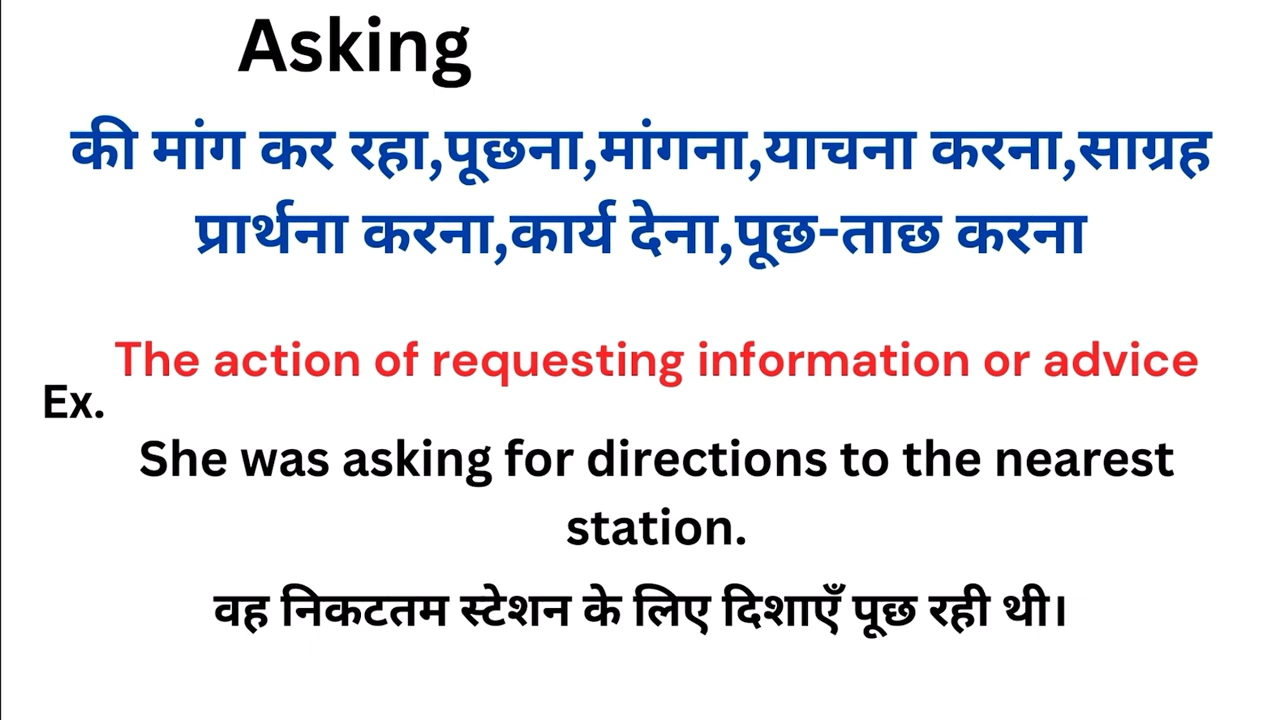 Asking
की मांग कर रहा,पूछना,मांगना,याचना करना,साग्रह
प्रार्थना करना,कार्य देना,पूछ-ताछ करना
The action of requesting information or advice
Ex.
She was asking for directions to the nearest
station.
वह निकटतम स्टेशन के लिए दिशाएँ पूछ रही थी।